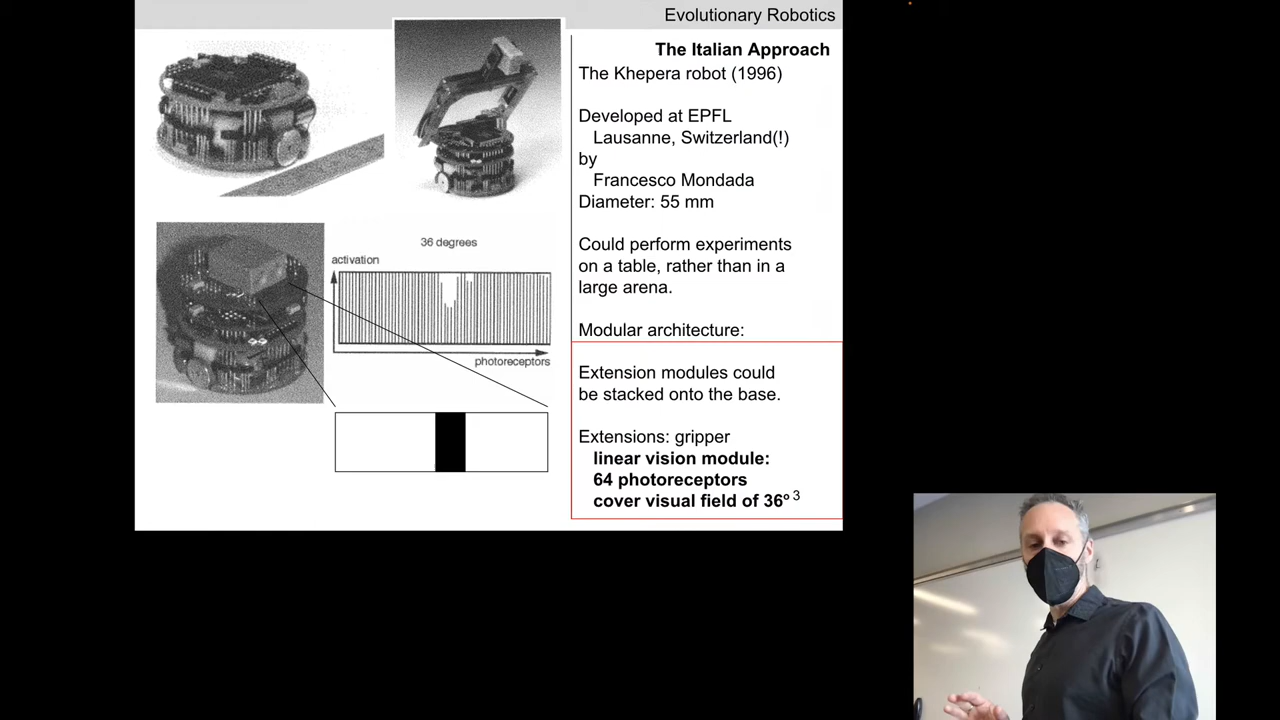 Evolutionary Robotics
The Italian Approach
The Khepera robot (1996)
Developed at EPFL
Lausanne, Switzerland(!)
by
Francesco Mondada
Diameter: 55 mm
Could perform experiments
on a table, rather than in a
large arena.
Modular architecture:
Extension modules could
be stacked onto the base.
Extensions: gripper
linear vision module:
64 photoreceptors
cover visual field of 36º 3
36 degrees
activation
photoreceptors